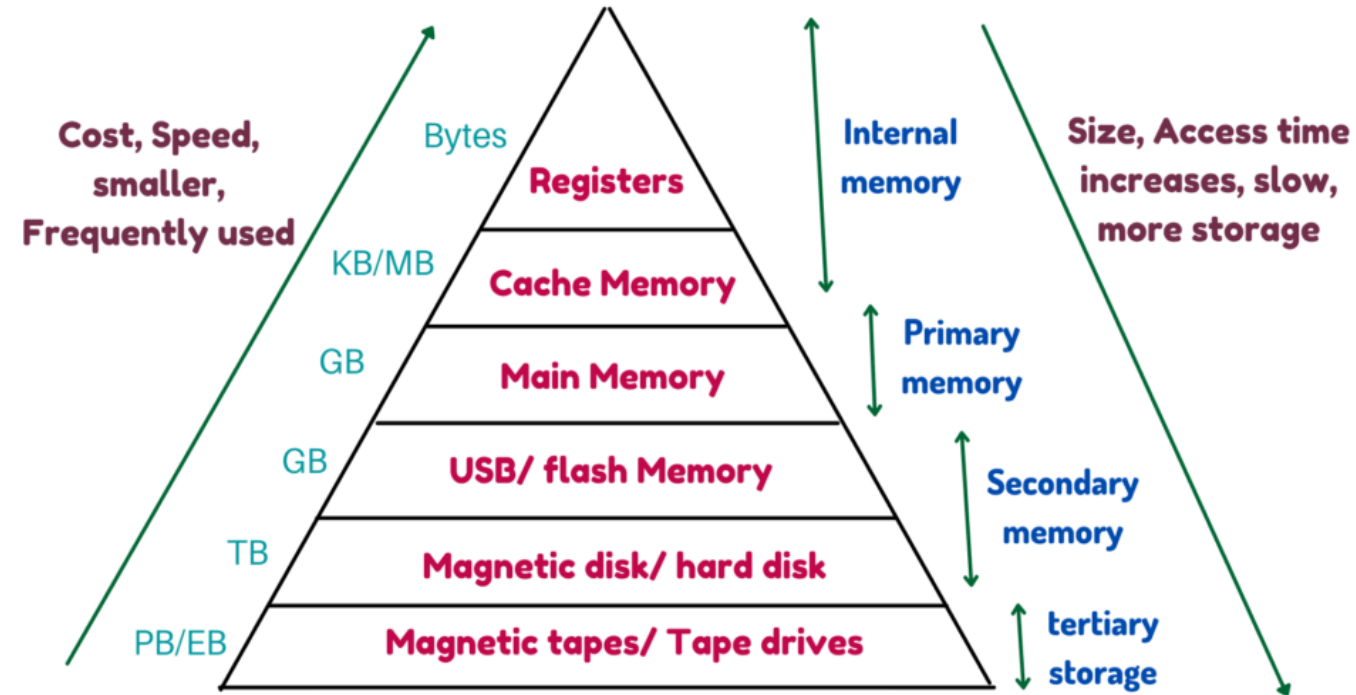 Cost, Speed,
smaller,
Frequently used
Bytes
Registers
KB/MB
Cache Memory
GB
Main Memory
GB
USB/ flash Memory
TB
Magnetic disk/ hard disk
PB/EB
Magnetic tapes/ Tape drives
Internal
memory
Primary
memory
Secondary
memory
tertiary
storage
Size, Access time
increases, slow,
more storage